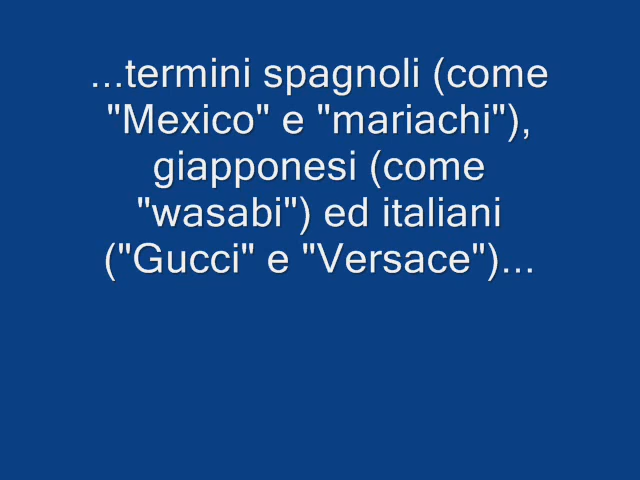 ...termini spagnoli (come
"Mexico" e "mariachi"),
giapponesi (come
"wasabi") ed italiani
("Gucci" e "Versace")...